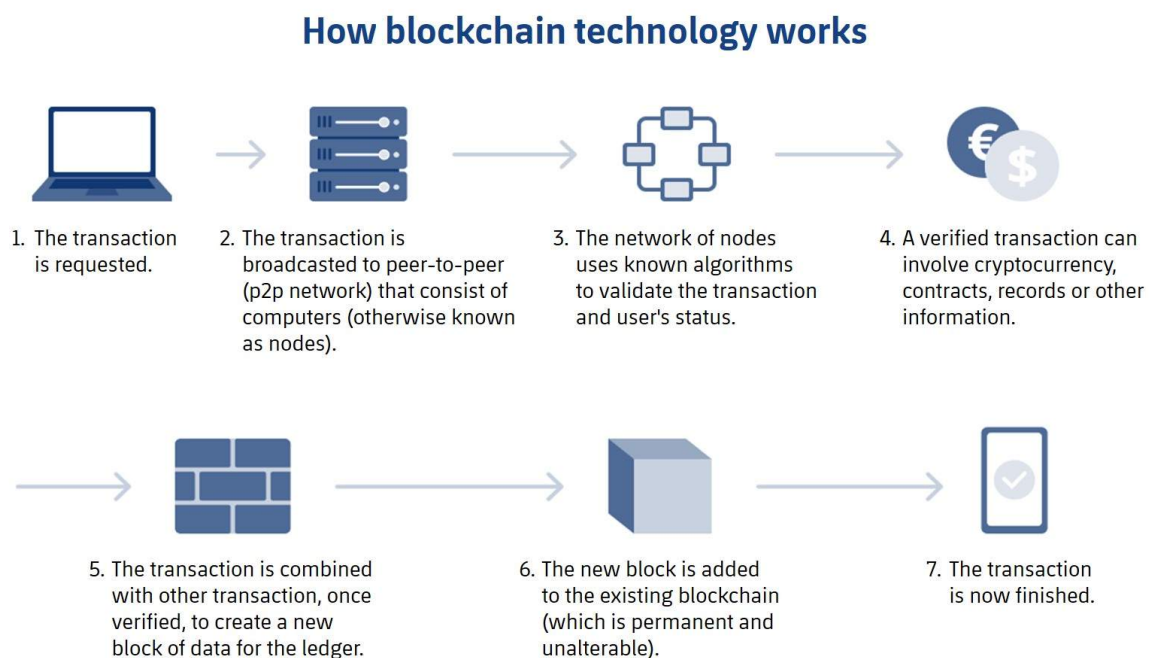 How blockchain technology works
1. The transaction
is requested.
2. The transaction is
broadcasted to peer-to-peer
(p2p network) that consist of
computers (otherwise known
as nodes).
3. The network of nodes
uses known algorithms
to validate the transaction
and user's status.
4. A verified transaction can
involve cryptocurrency,
contracts, records or other
information.
5. The transaction is combined
with other transaction, once
verified, to create a new
block of data for the ledger.
6. The new block is added
to the existing blockchain
(which is permanent and
unalterable).
7. The transaction
is now finished.